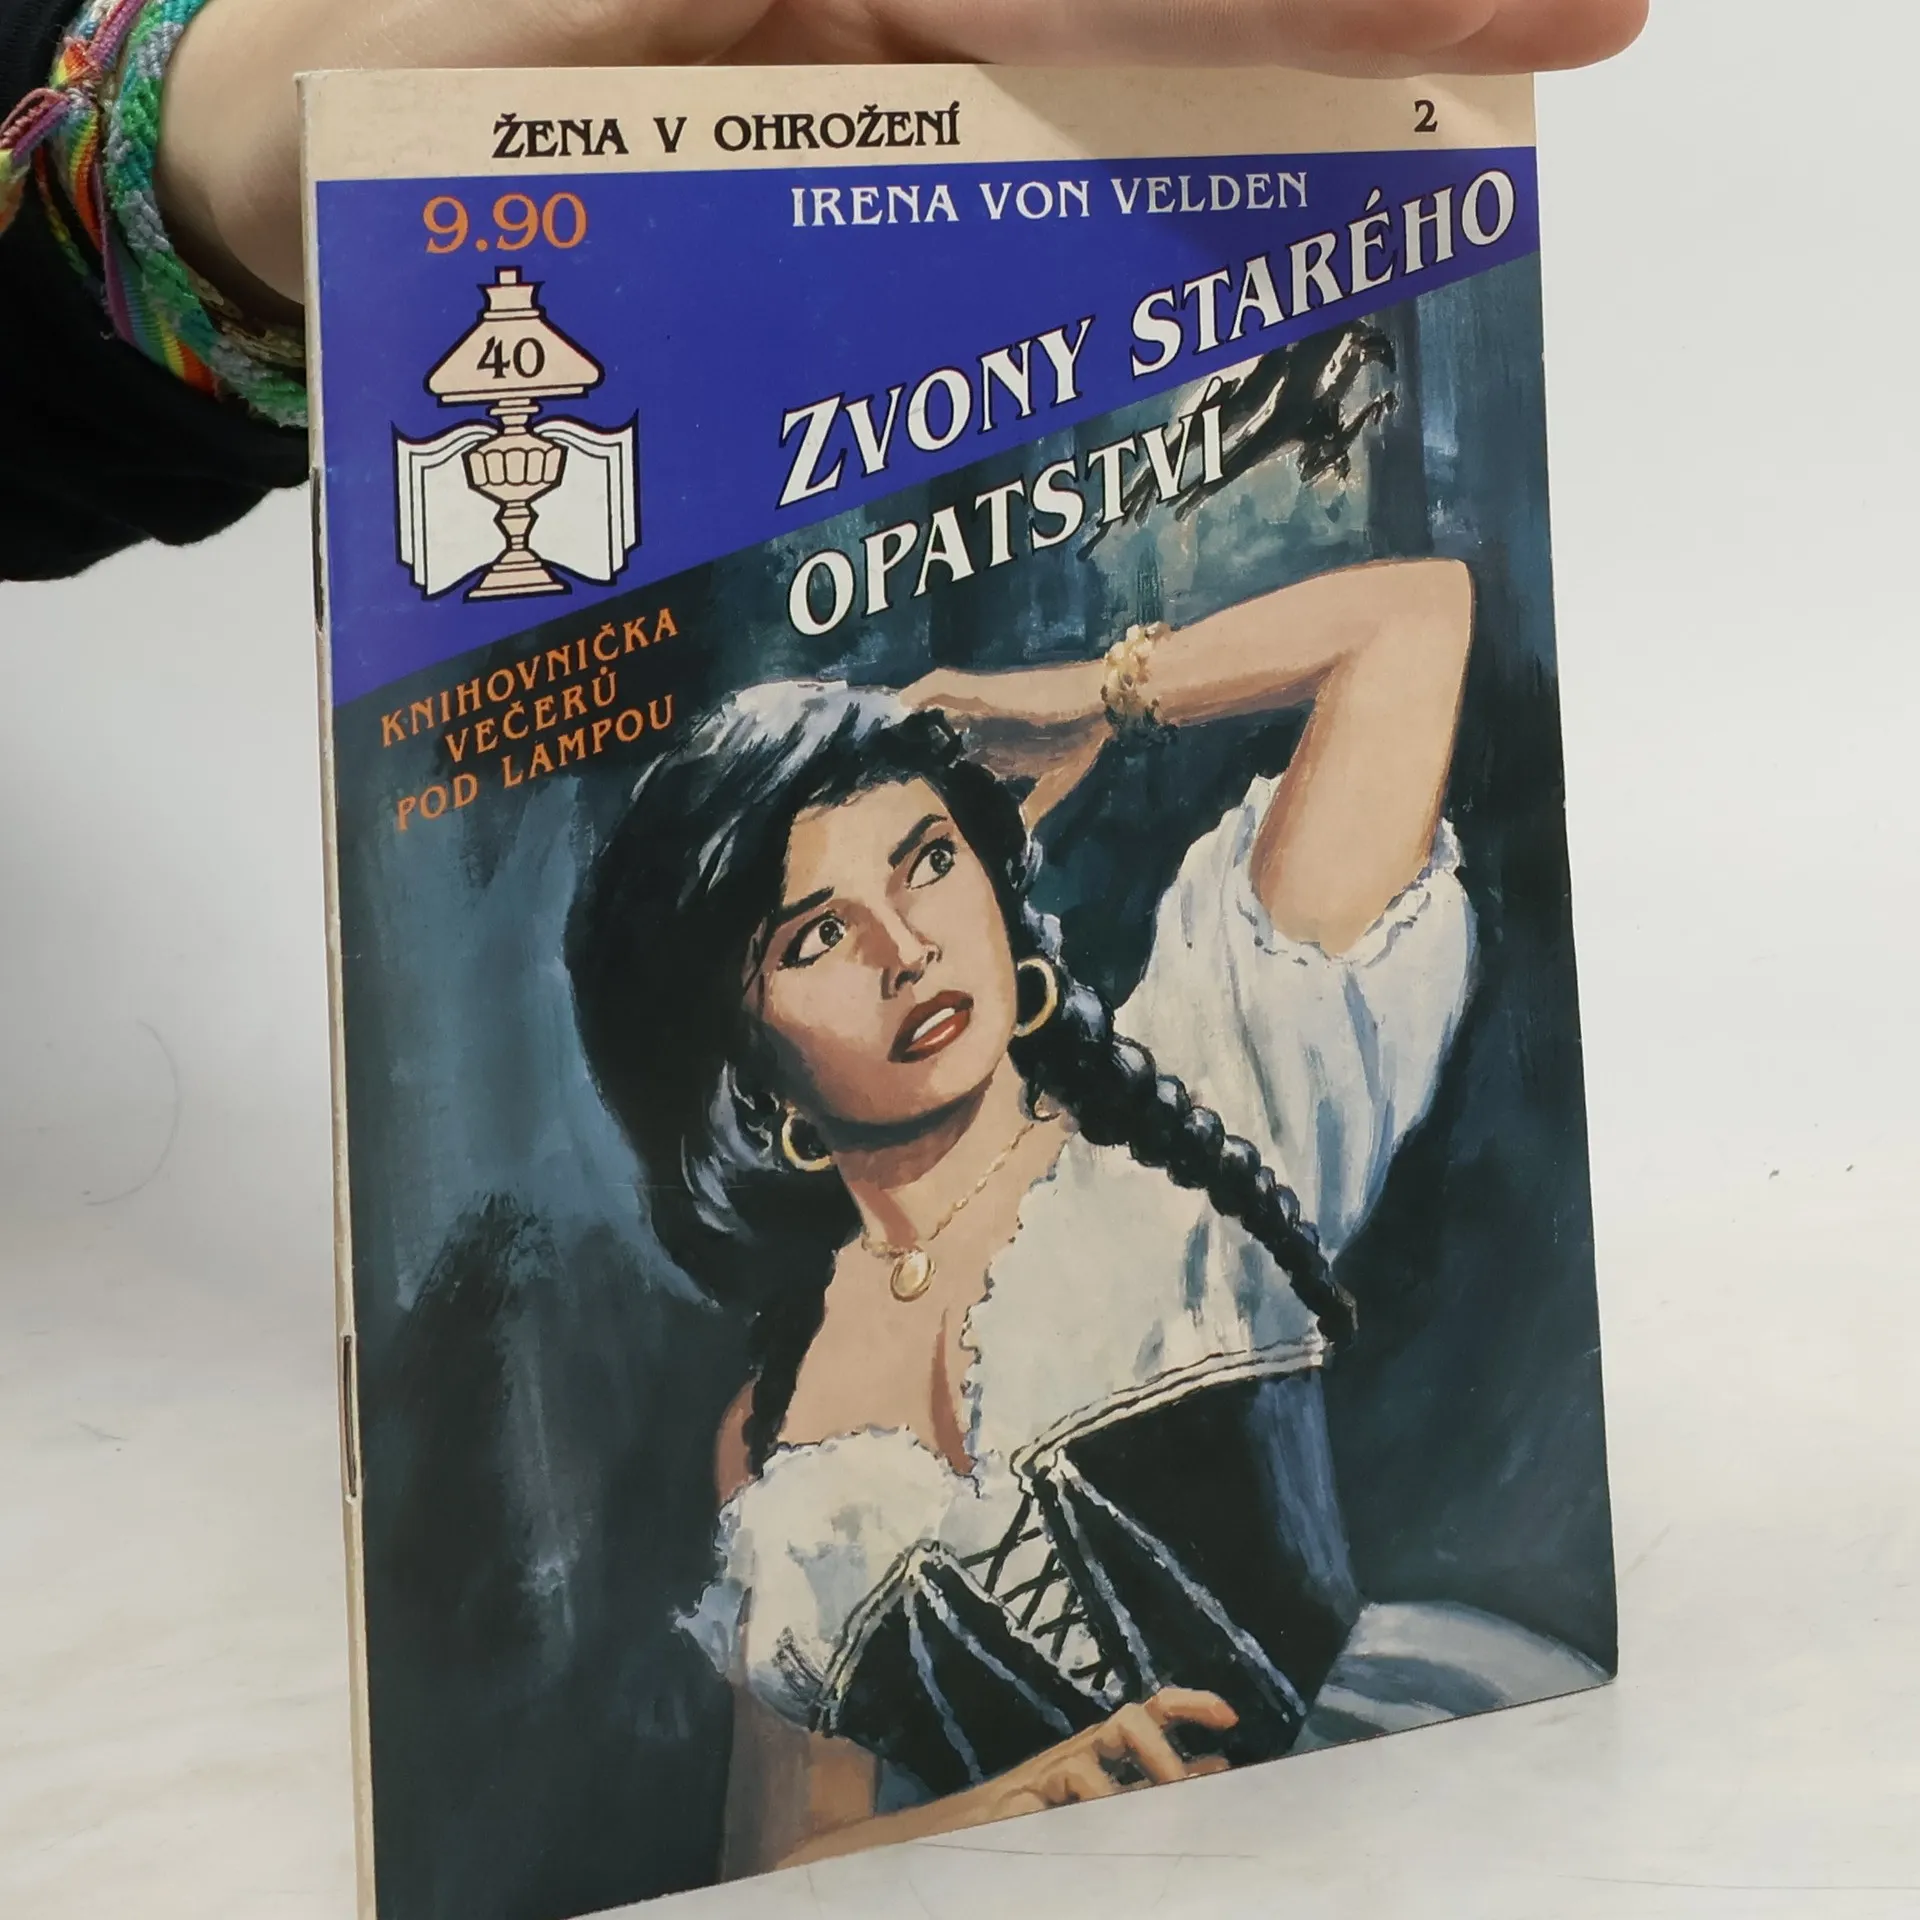 ŽENA V OHROŽENÍ 2
9.90
IRENA VON VELDEN
ZVONY STARÉHO
OPATSTVÍ
40
KNIHOVNIČKA
VEČERŮ
POD LAMPOU